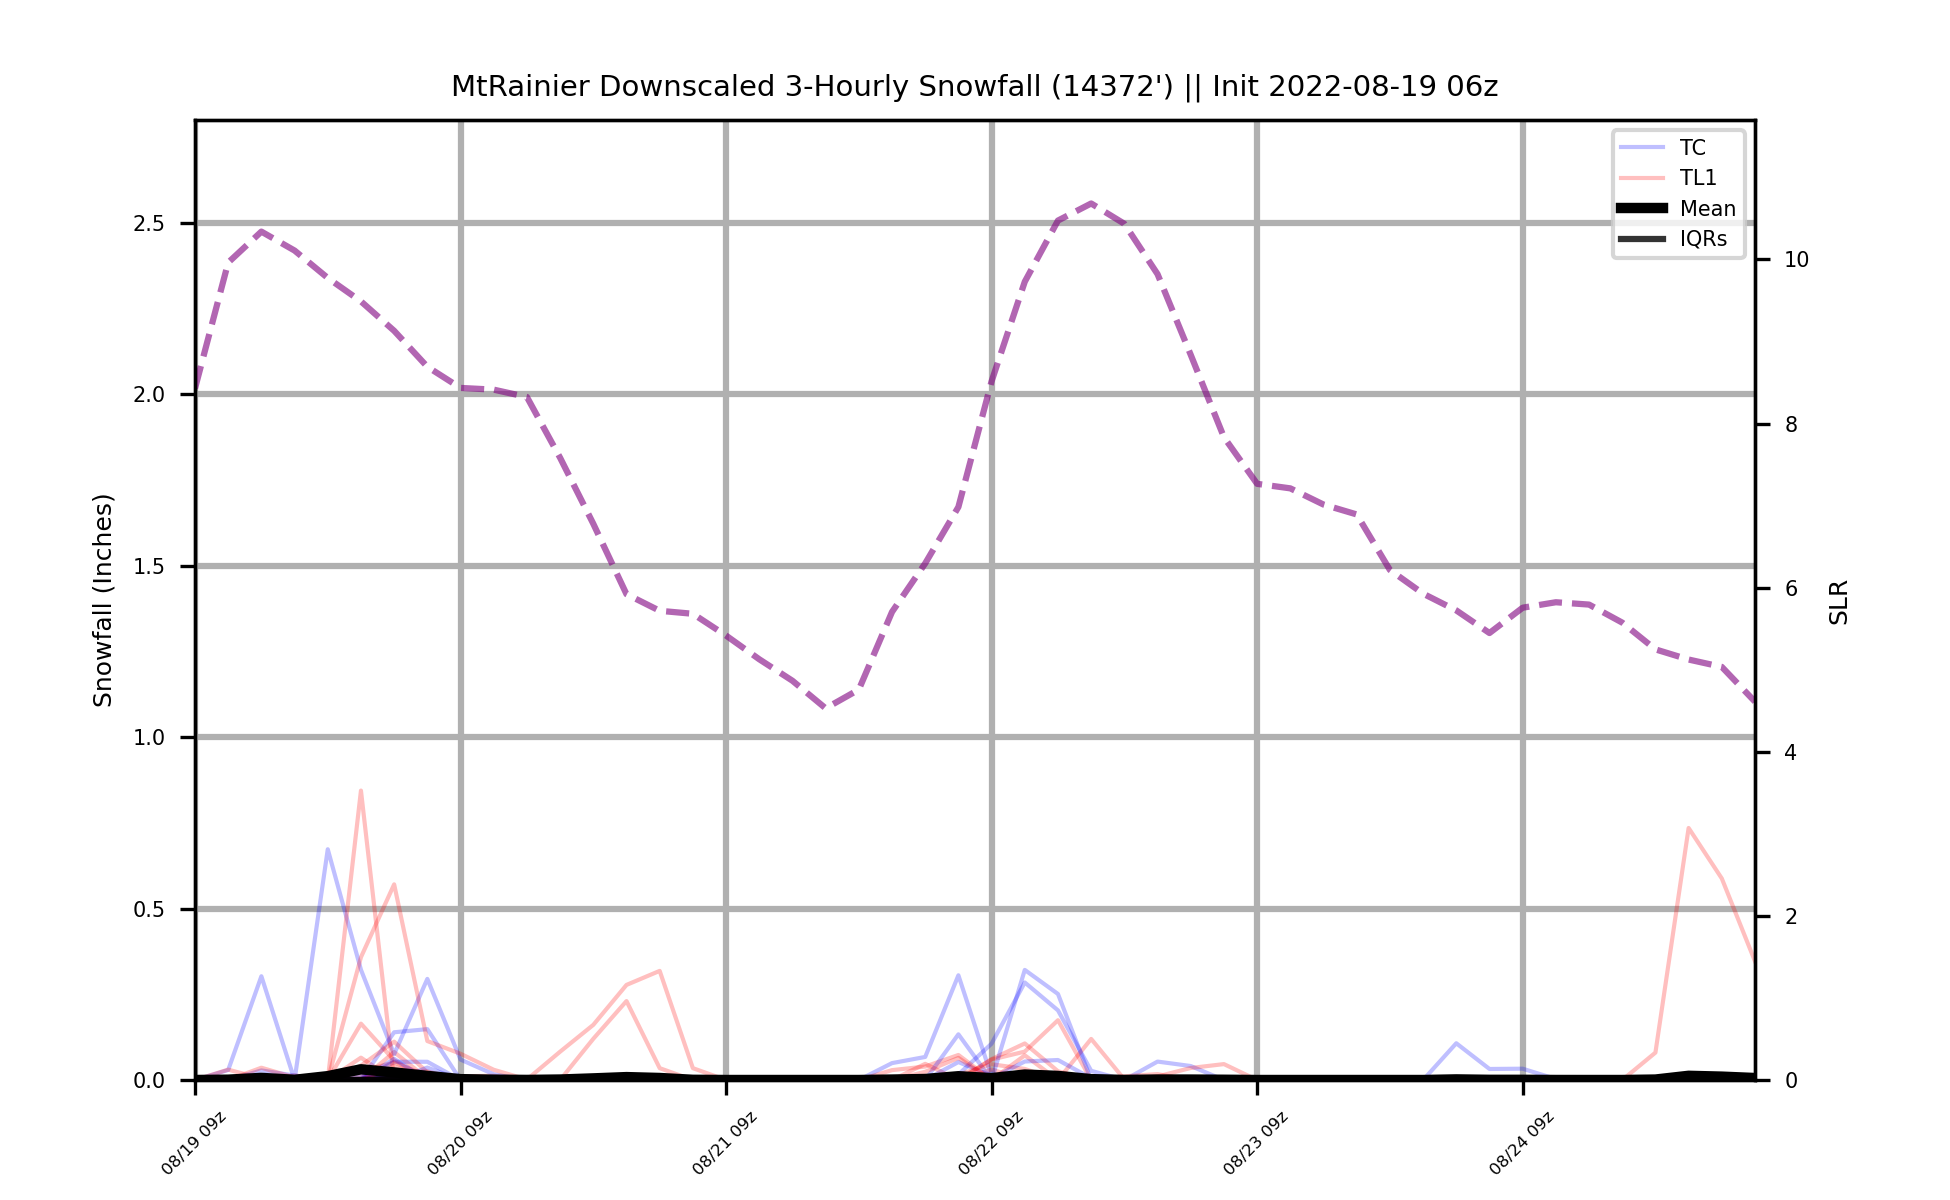 MtRainier Downscaled 3-Hourly Snowfall (14372') || Init 2022-08-19 06z
TC
TL1
Mean
IQRs
2.5
2.0
1.5
1.0
0.5
0.0
Snowfall (Inches)
10
8
6
4
2
0
SLR
08/19 09z
08/20 09z
08/21 09z
08/22 09z
08/23 09z
08/24 09z